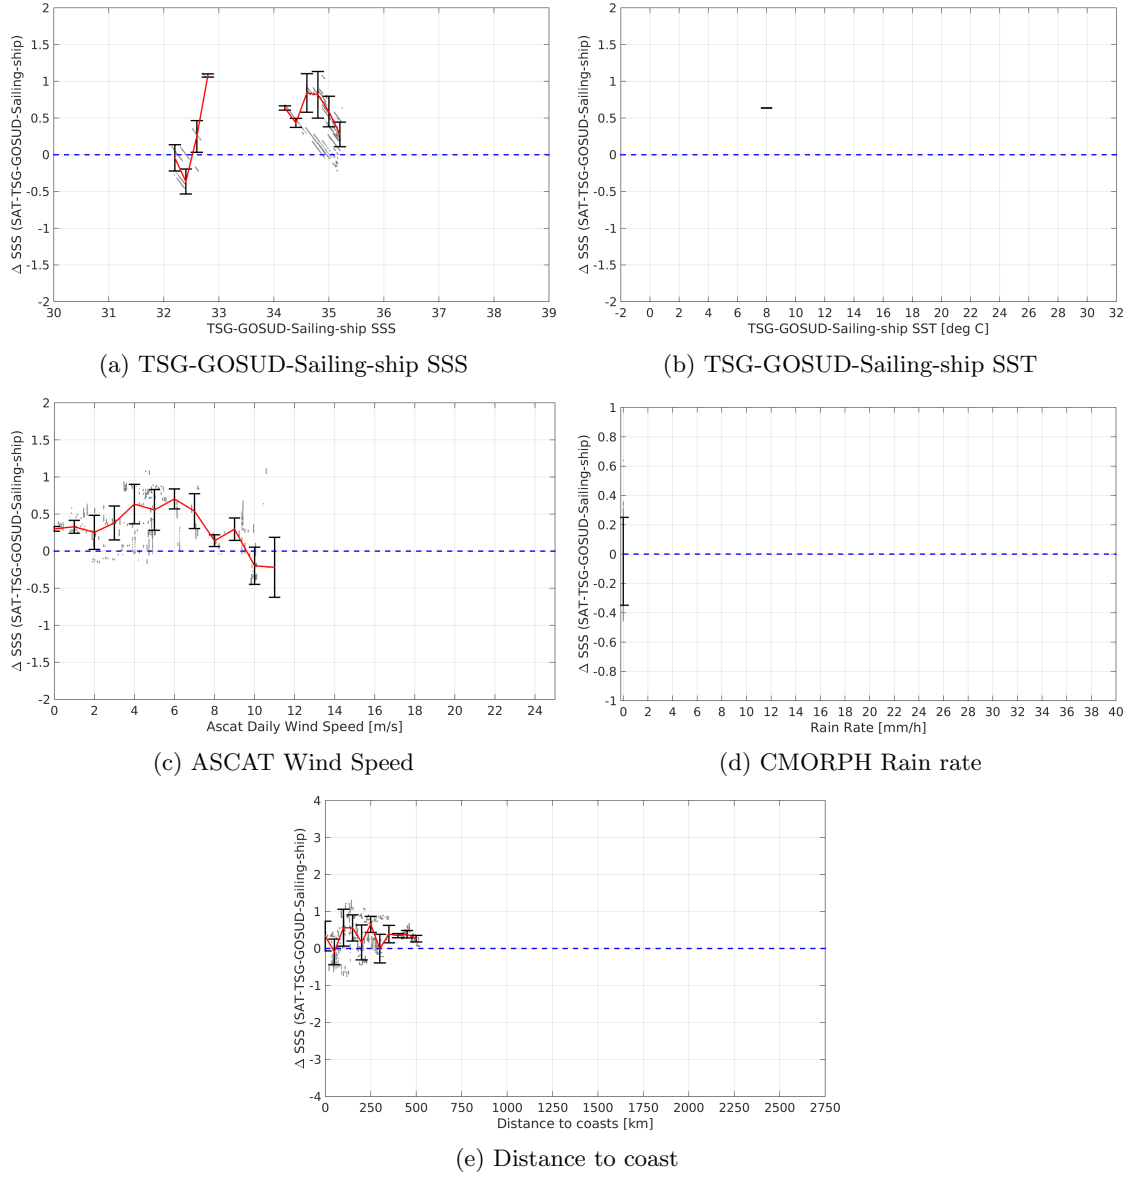 2
1.5
1
0.5
0
-0.5
-1
-1.5
-2
30 31 32 33 34 35 36 37 38 39
Δ SSS (SAT-TSG-GOSUD-Sailing-ship)
TSG-GOSUD-Sailing-ship SSS
(a) TSG-GOSUD-Sailing-ship SSS
2
1.5
1
0.5
0
-0.5
-1
-1.5
-2
-2 0 2 4 6 8 10 12 14 16 18 20 22 24 26 28 30 32
Δ SSS (SAT-TSG-GOSUD-Sailing-ship)
TSG-GOSUD-Sailing-ship SST [deg C]
(b) TSG-GOSUD-Sailing-ship SST
2
1.5
1
0.5
0
-0.5
-1
-1.5
-2
0 2 4 6 8 10 12 14 16 18 20 22 24
Δ SSS (SAT-TSG-GOSUD-Sailing-ship)
Ascat Daily Wind Speed [m/s]
(c) ASCAT Wind Speed
1
0.8
0.6
0.4
0.2
0
-0.2
-0.4
-0.6
-0.8
-1
0 2 4 6 8 10 12 14 16 18 20 22 24 26 28 30 32 34 36 38 40
Δ SSS (SAT-TSG-GOSUD-Sailing-ship)
Rain Rate [mm/h]
(d) CMORPH Rain rate
4
3
2
1
0
-1
-2
-3
-4
0 250 500 750 1000 1250 1500 1750 2000 2250 2500 2750
Δ SSS (SAT-TSG-GOSUD-Sailing-ship)
Distance to coasts [km]
(e) Distance to coast